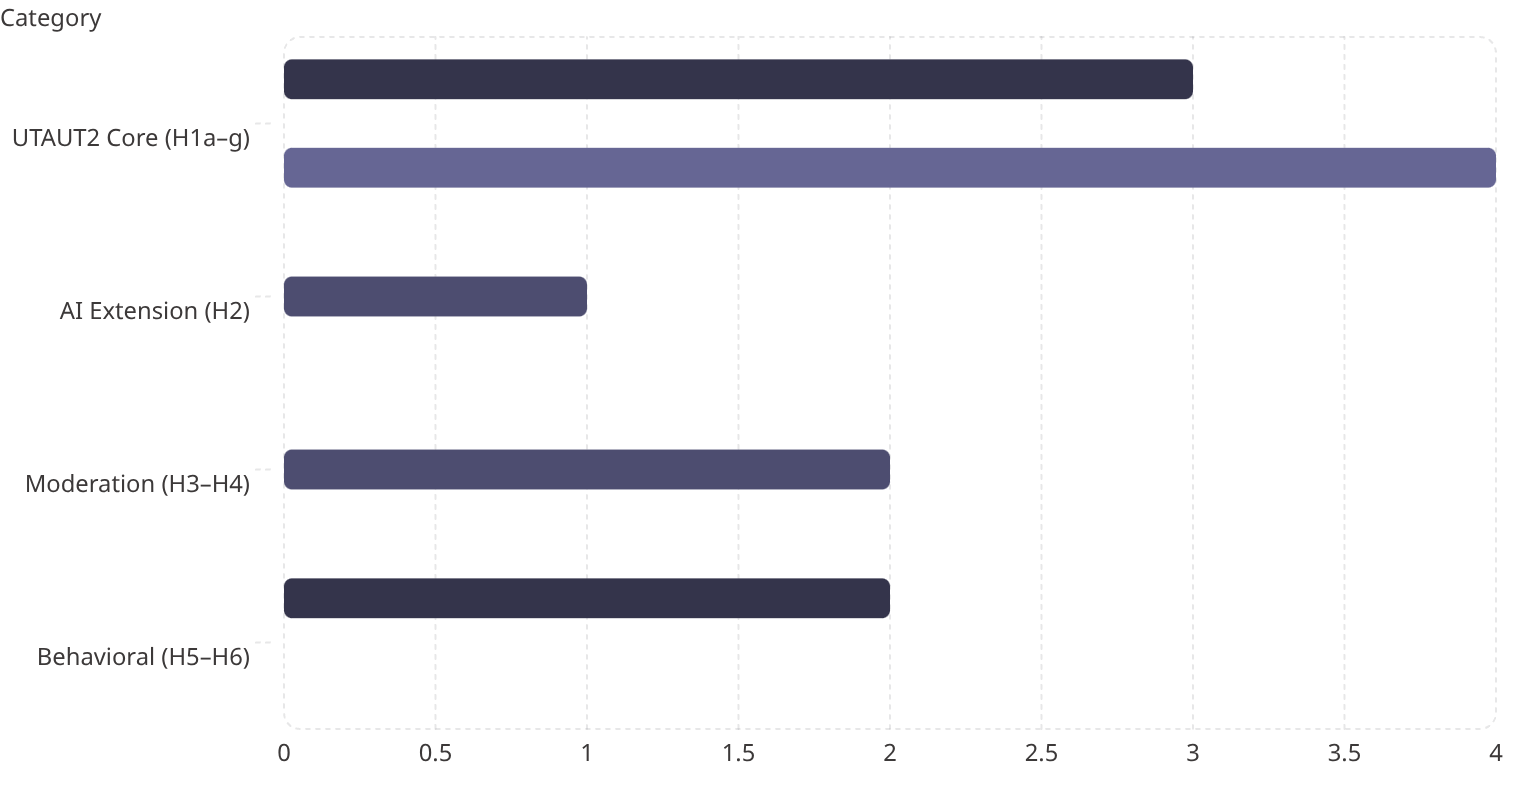 Category
UTAUT2 Core (H1a–g)
AI Extension (H2)
Moderation (H3–H4)
Behavioral (H5–H6)
0 0.5 1 1.5 2 2.5 3 3.5 4